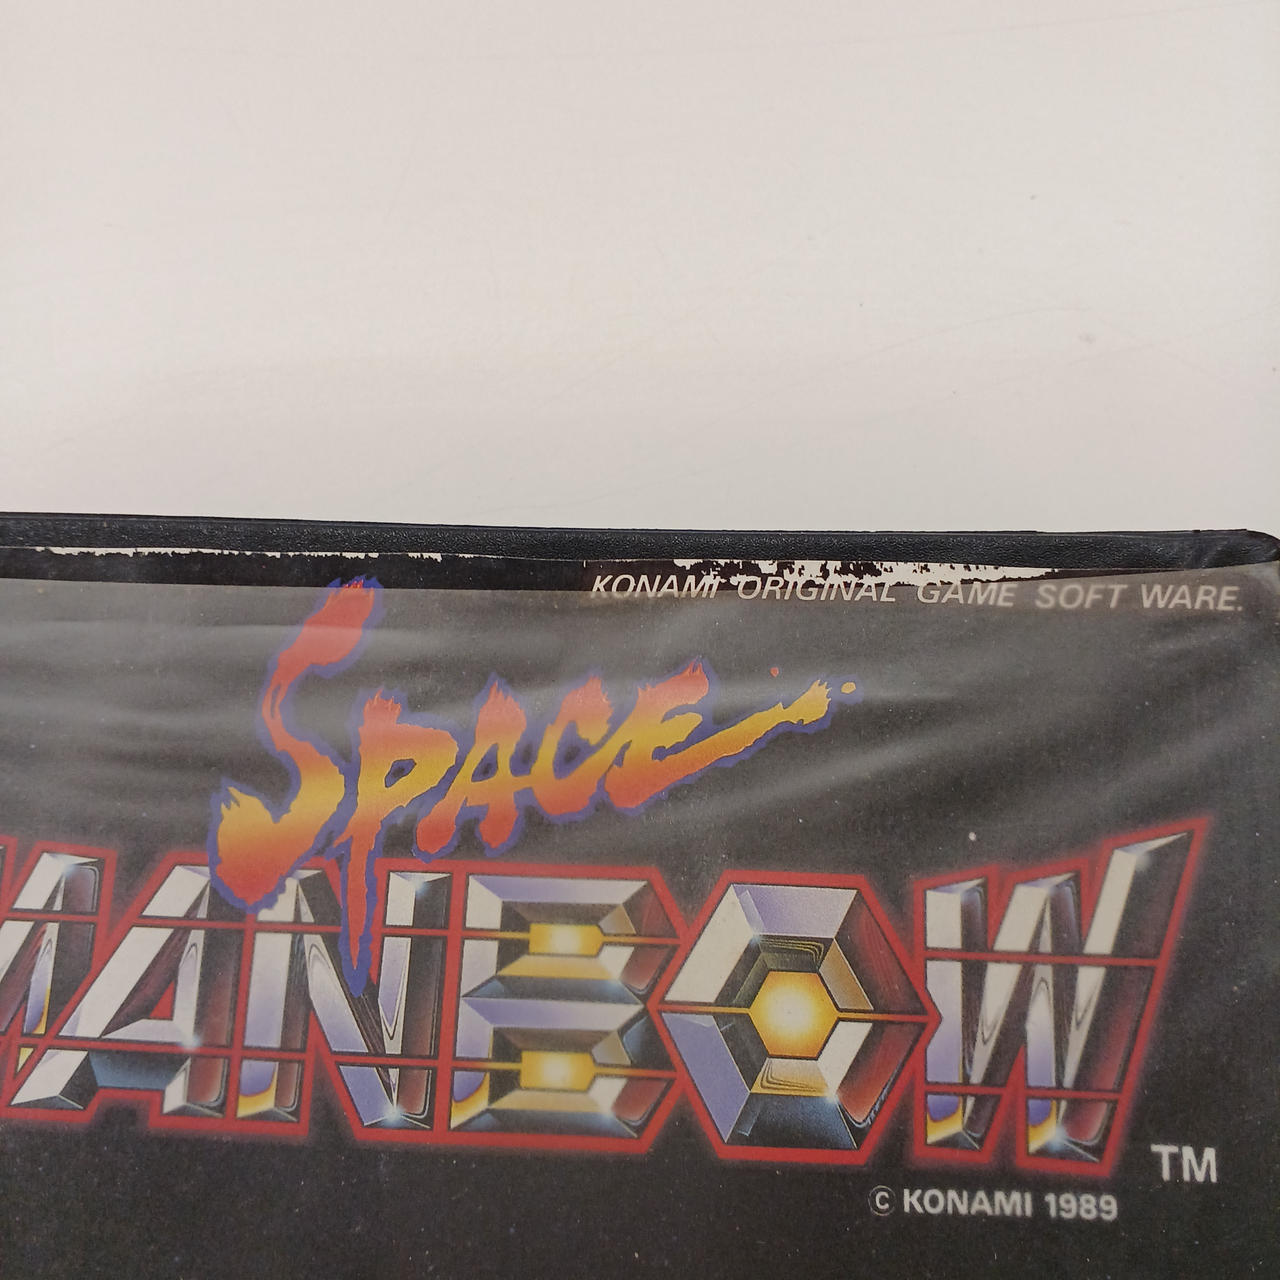 KONAMI ORIGINAL GAME SOFT WARE.
SPACE
MANBOW
TM
© KONAMI 1989